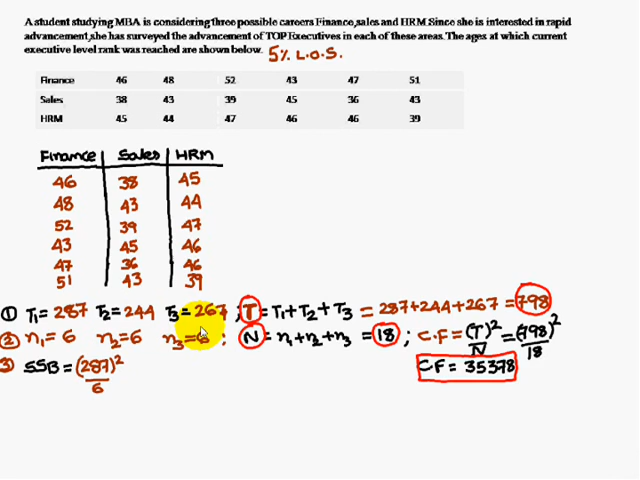 A student studying MBA is considering three possible careers Finance,sales and HRM.Since she is interested in rapid
advancement,she has surveyed the advancement of TOP Executives in each of these areas.The ages at which current
executive level rank was reached are shown below. 5% L.O.S.
Finance 46 48 52 43 47 51
Sales 38 43 39 45 36 43
HRM 45 44 47 46 46 39
Finance Sales HRM
46 38 45
48 43 44
52 39 47
43 45 46
47 36 46
51 43 39
① T₁ = 287 T₂ = 244 T₃ = 267 ; T = T₁ + T₂ + T₃ = 287+244+267 = 798
② n₁ = 6 n₂ = 6 n₃ = 6 ; N = n₁ + n₂ + n₃ = 18 ; C.F = (T)²/N = (798)²/18
③ SSB = (287)²/6 CF = 35378